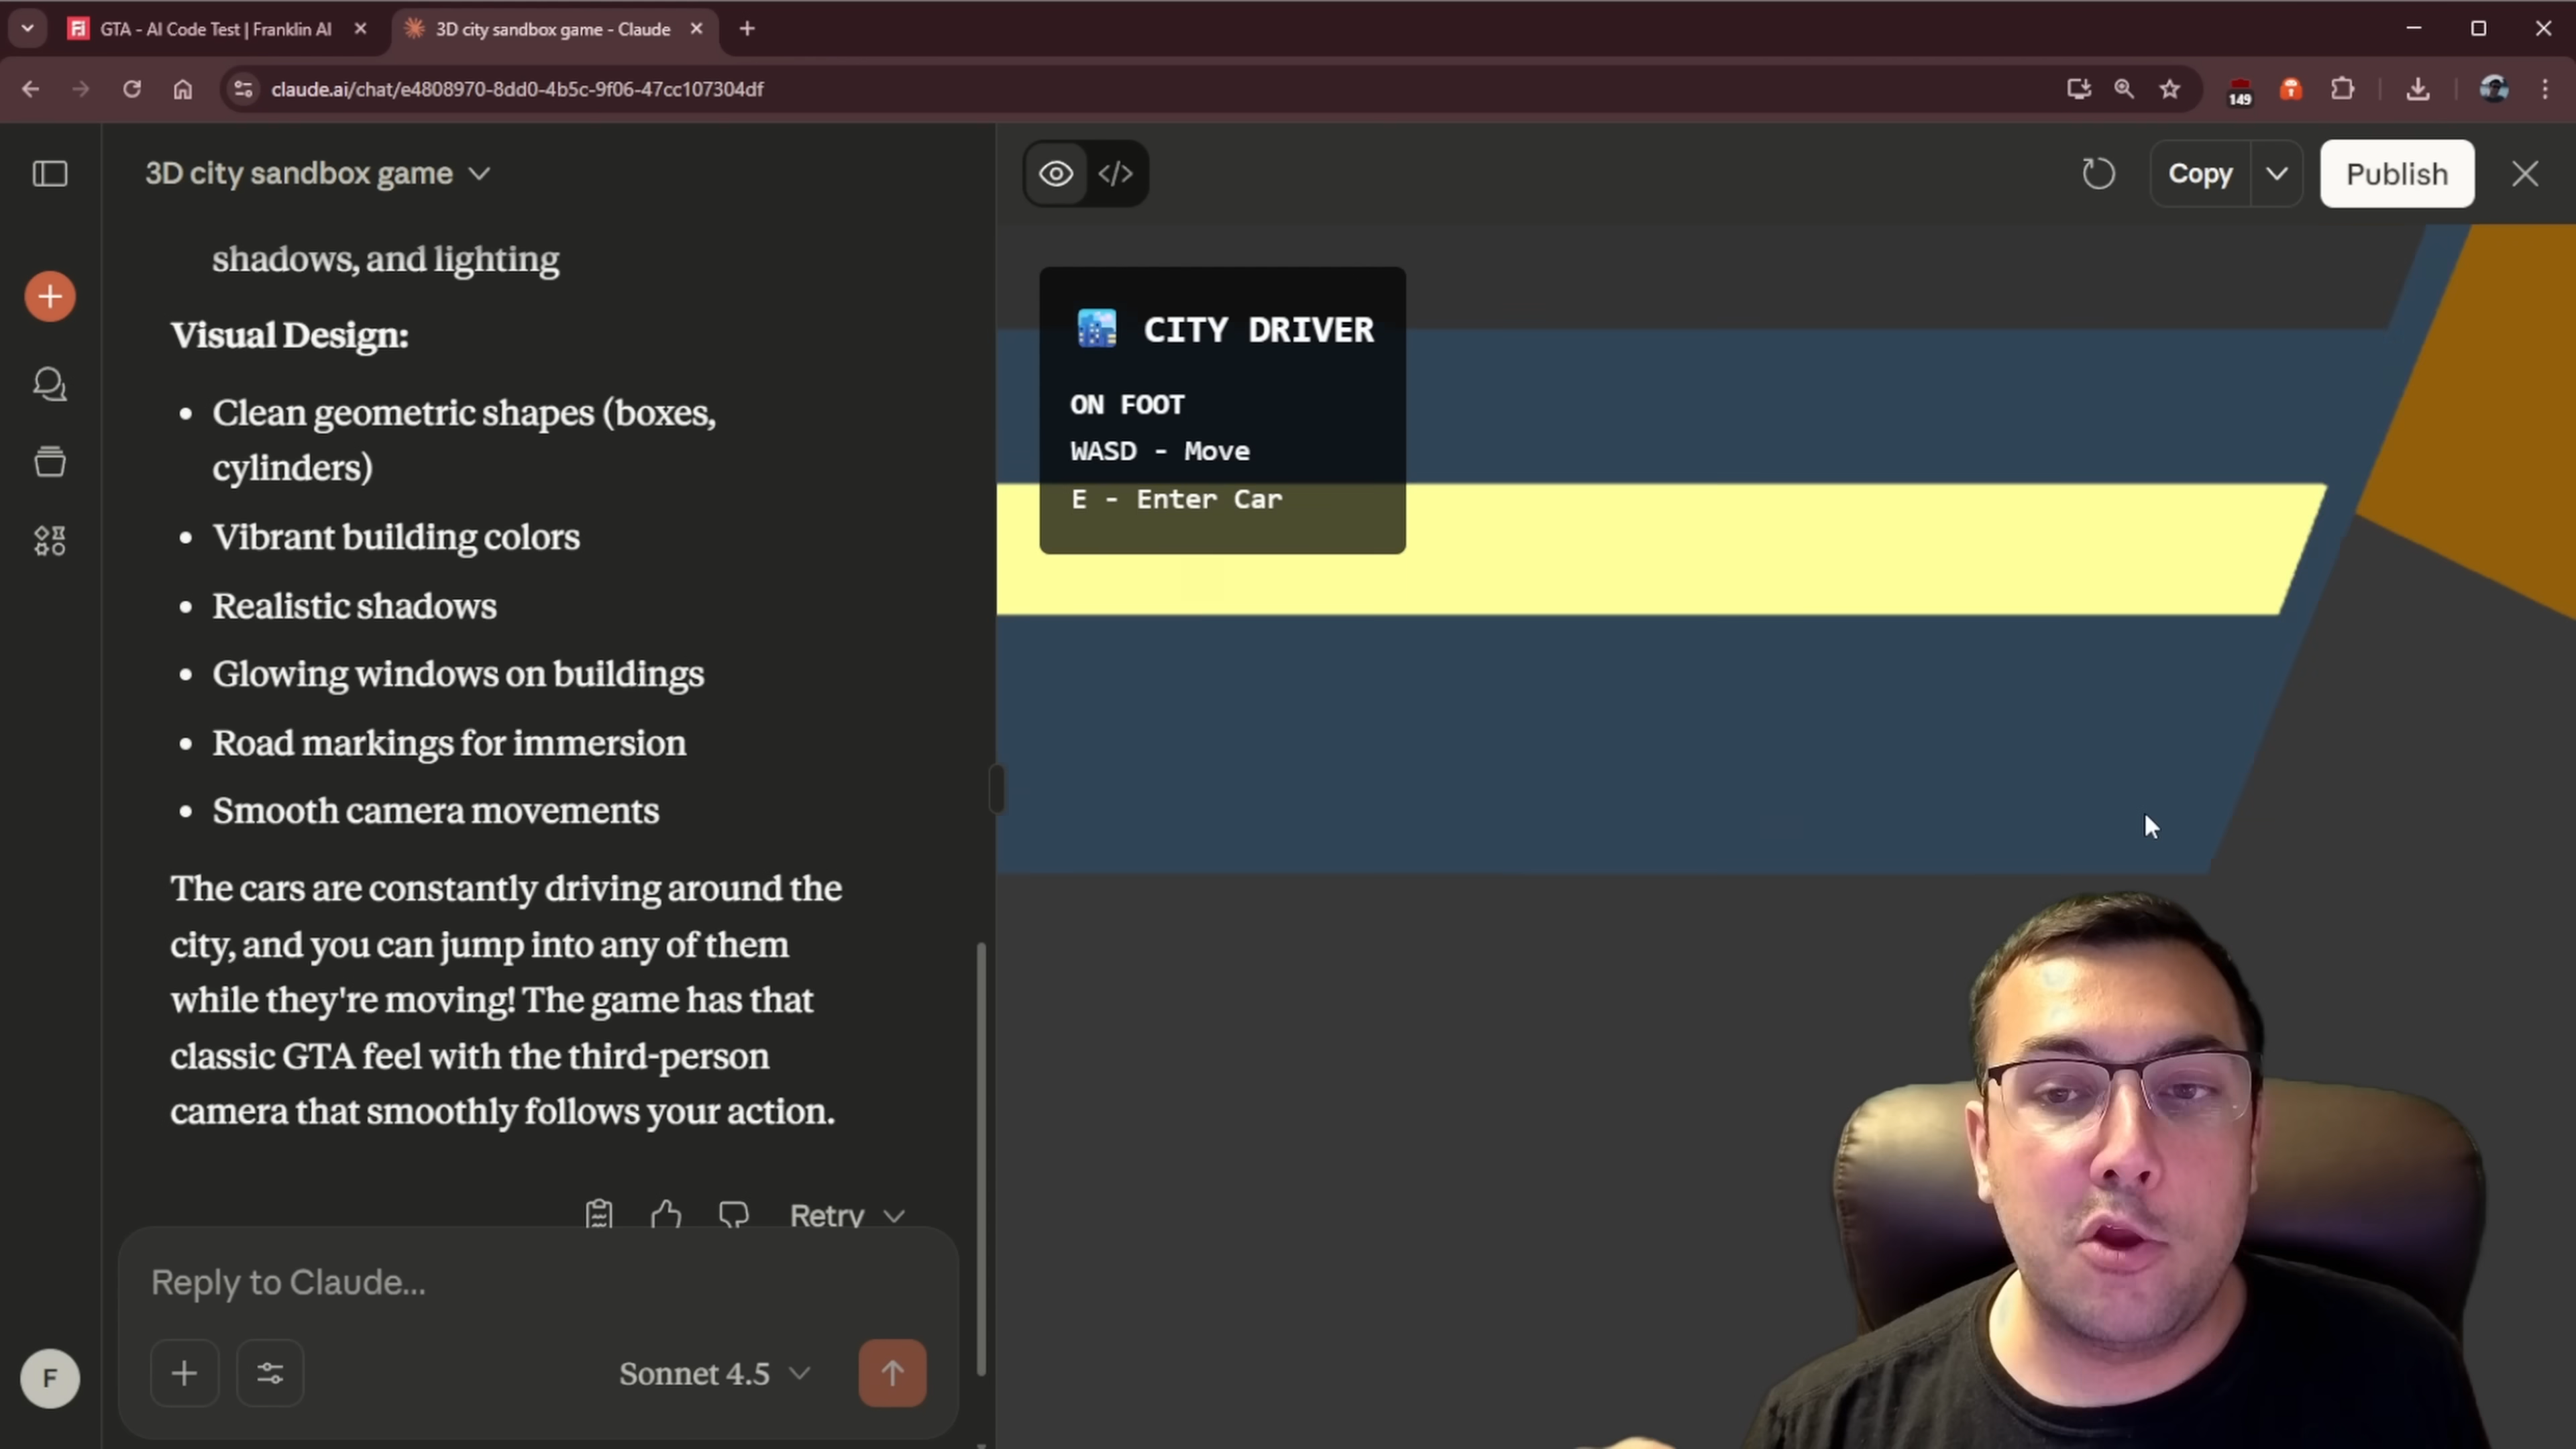 GTA - AI Code Test | Franklin AI
3D city sandbox game - Claude
claude.ai/chat/e4808970-8dd0-4b5c-9f06-47cc107304df
149
3D city sandbox game
Copy
Publish
shadows, and lighting
Visual Design:
• Clean geometric shapes (boxes,
cylinders)
• Vibrant building colors
• Realistic shadows
• Glowing windows on buildings
• Road markings for immersion
• Smooth camera movements
The cars are constantly driving around the
city, and you can jump into any of them
while they're moving! The game has that
classic GTA feel with the third-person
camera that smoothly follows your action.
Retry
Reply to Claude...
Sonnet 4.5
F
CITY DRIVER
ON FOOT
WASD - Move
E - Enter Car